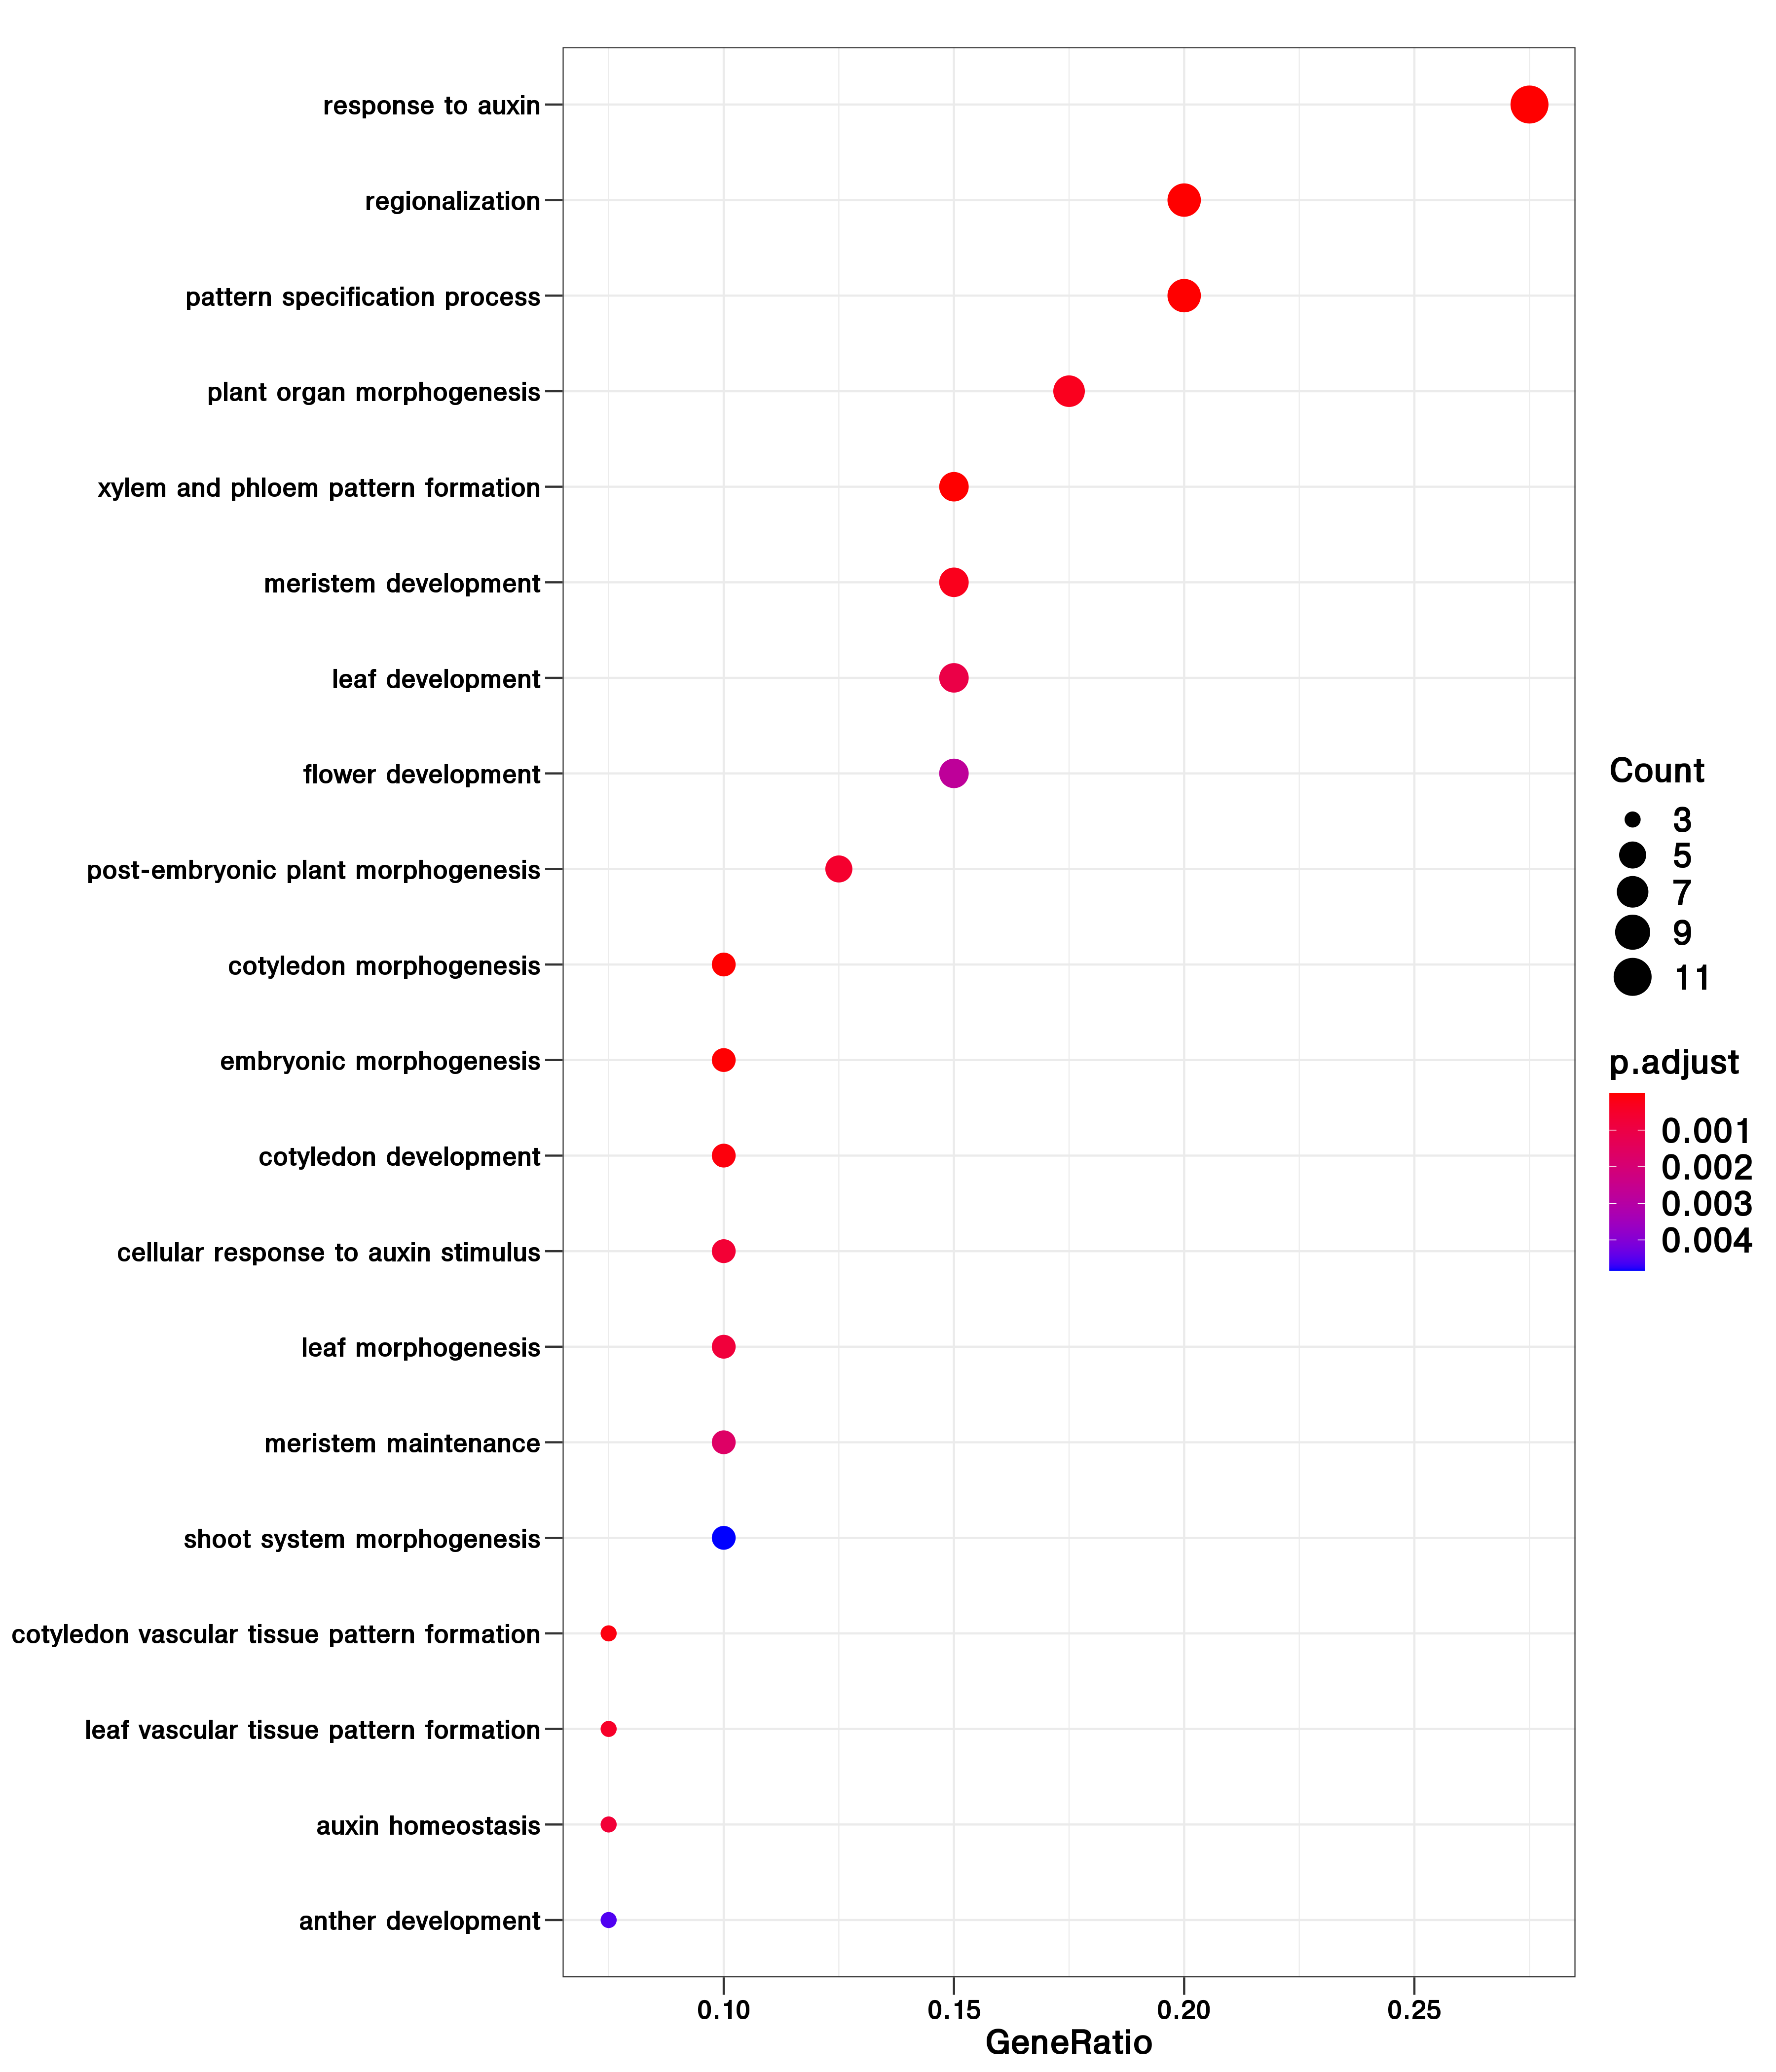 response to auxin
regionalization
pattern specification process
plant organ morphogenesis
xylem and phloem pattern formation
meristem development
leaf development
flower development
post-embryonic plant morphogenesis
cotyledon morphogenesis
embryonic morphogenesis
cotyledon development
cellular response to auxin stimulus
leaf morphogenesis
meristem maintenance
shoot system morphogenesis
cotyledon vascular tissue pattern formation
leaf vascular tissue pattern formation
auxin homeostasis
anther development
0.10 0.15 0.20 0.25
GeneRatio
Count
3
5
7
9
11
p.adjust
0.001
0.002
0.003
0.004